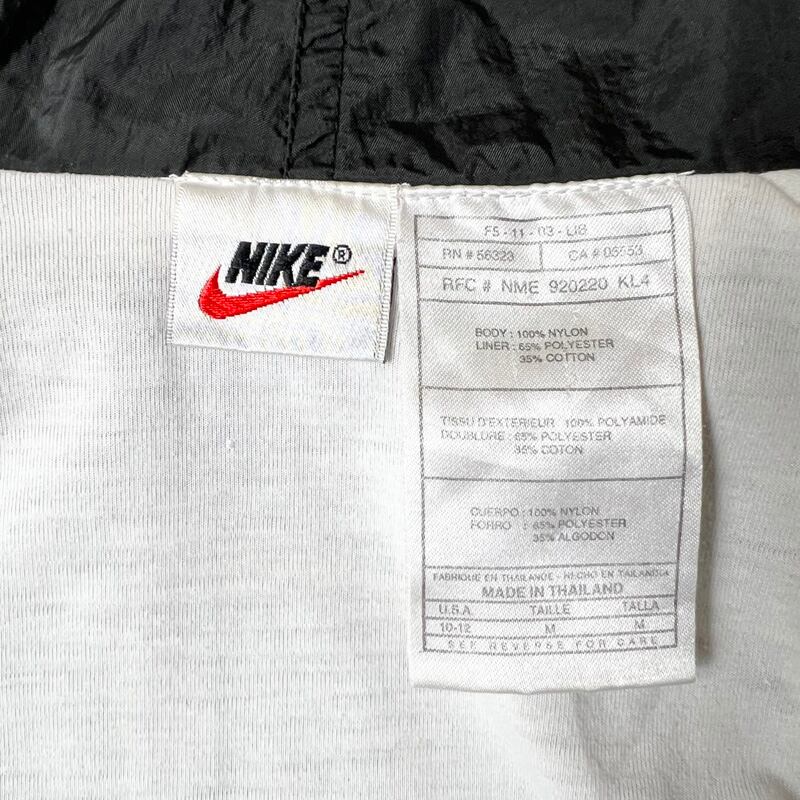 NIKE®
F5 - 11 - 03 - LIB
RN # 56323 CA # 05553
RFC # NME 920220 KL4
BODY : 100% NYLON
LINER : 65% POLYESTER
35% COTTON
TISSU D'EXTERIEUR 100% POLYAMIDE
DOUBLURE : 65% POLYESTER
35% COTON
CUERPO : 100% NYLON
FORRO : 65% POLYESTER
35% ALGODON
FABRIQUE EN THAILANDE - HECHO EN TAILANDIA
MADE IN THAILAND
U.S.A. TAILLE TALLA
10-12 M M
SEE REVERSE FOR CARE